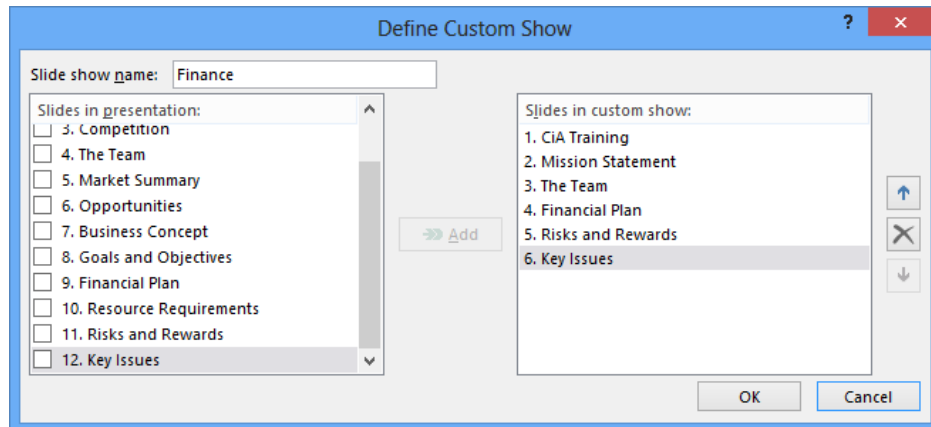 Define Custom Show
?
Slide show name: Finance
Slides in presentation:
3. Competition
4. The Team
5. Market Summary
6. Opportunities
7. Business Concept
8. Goals and Objectives
9. Financial Plan
10. Resource Requirements
11. Risks and Rewards
12. Key Issues
Add
Slides in custom show:
1. CiA Training
2. Mission Statement
3. The Team
4. Financial Plan
5. Risks and Rewards
6. Key Issues
OK
Cancel